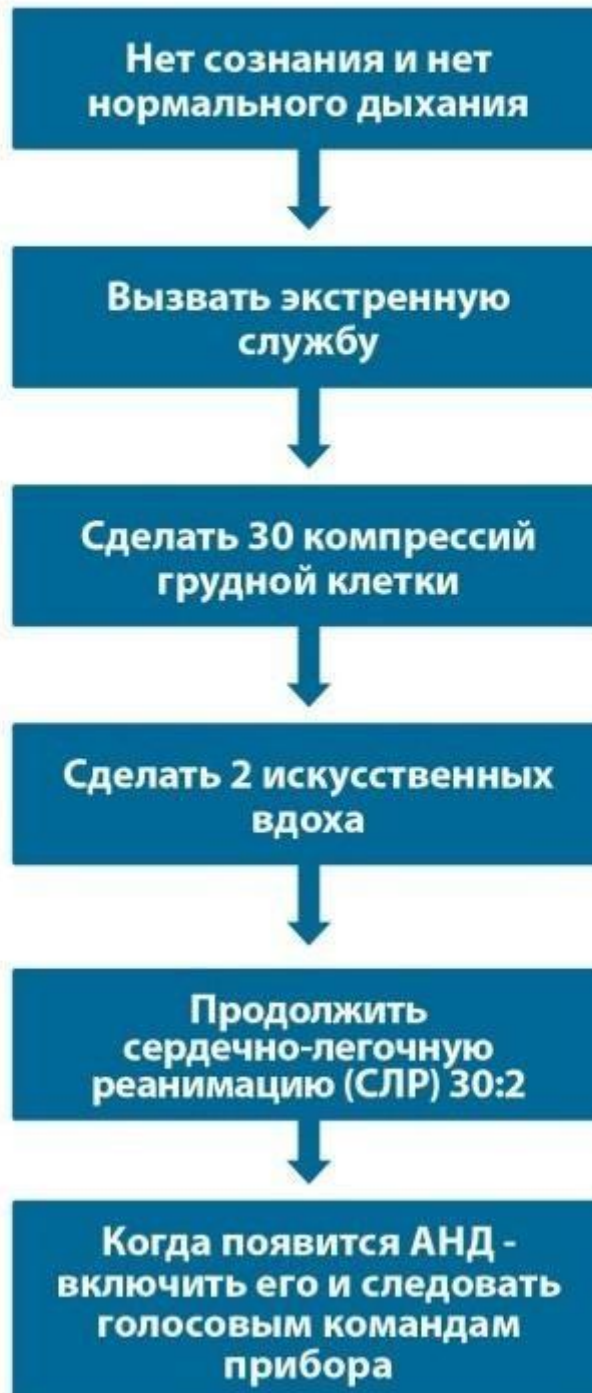 Нет сознания и нет
нормального дыхания
Вызвать экстренную
службу
Сделать 30 компрессий
грудной клетки
Сделать 2 искусственных
вдоха
Продолжить
сердечно-легочную
реанимацию (СЛР) 30:2
Когда появится АНД -
включить его и следовать
голосовым командам
прибора